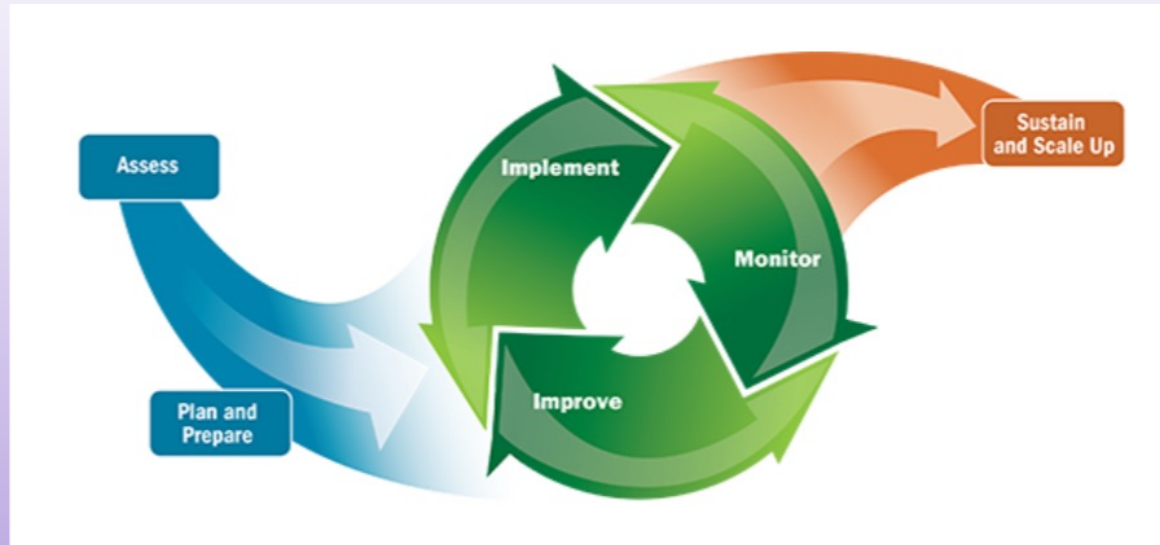 Assess
Plan and
Prepare
Implement
Monitor
Improve
Sustain
and Scale Up